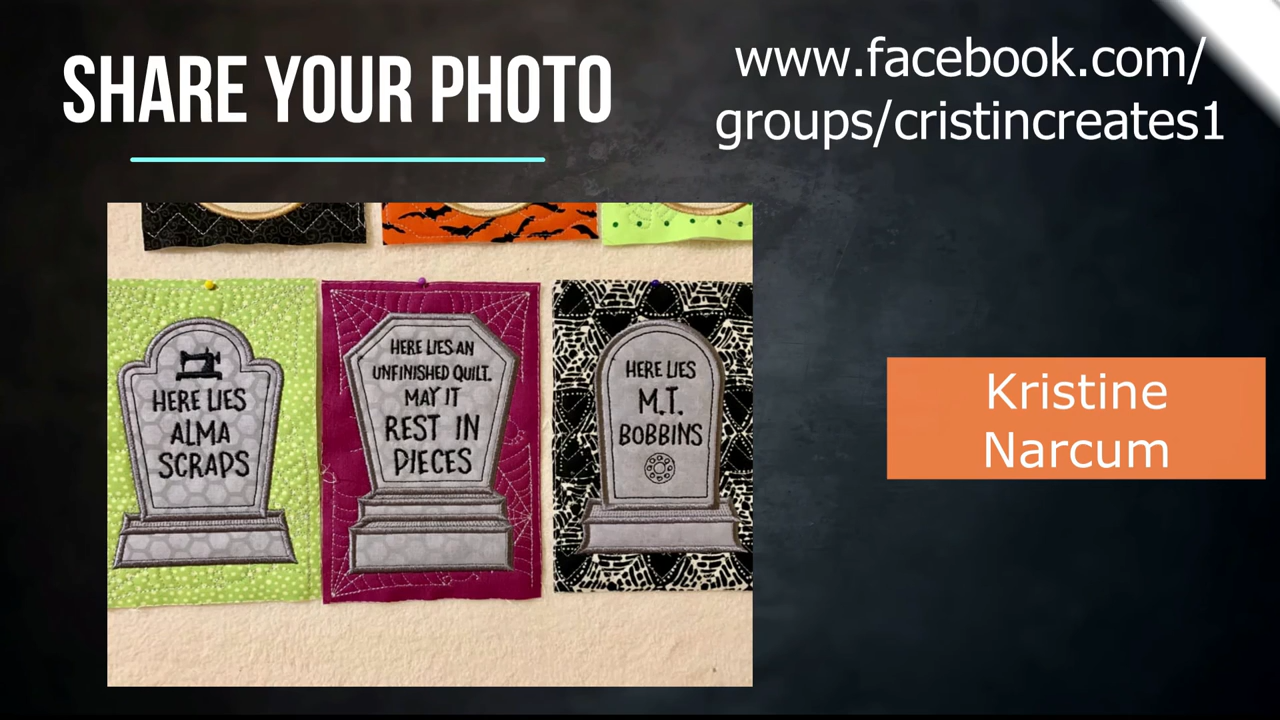 SHARE YOUR PHOTO
www.facebook.com/
groups/cristincreates1
HERE LIES
ALMA
SCRAPS
HERE LIES AN
UNFINISHED QUILT.
MAY IT
REST IN
PIECES
HERE LIES
M.T.
BOBBINS
Kristine
Narcum